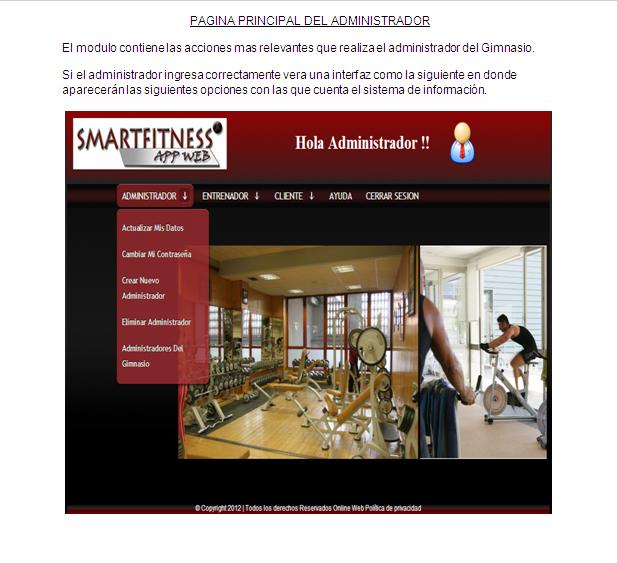 PAGINA PRINCIPAL DEL ADMINISTRADOR
El modulo contiene las acciones mas relevantes que realiza el administrador del Gimnasio.
Si el administrador ingresa correctamente vera una interfaz como la siguiente en donde
aparecerán las siguientes opciones con las que cuenta el sistema de información.
SMARTFITNESS
APP WEB
Hola Administrador !!
ADMINISTRADOR ↓ ENTRENADOR ↓ CLIENTE ↓ AYUDA CERRAR SESION
Actualizar Mis Datos
Cambiar Mi Contraseña
Crear Nuevo
Administrador
Eliminar Administrador
Administradores Del
Gimnasio
© Copyright 2012 | Todos los derechos Reservados Online Web Política de privacidad